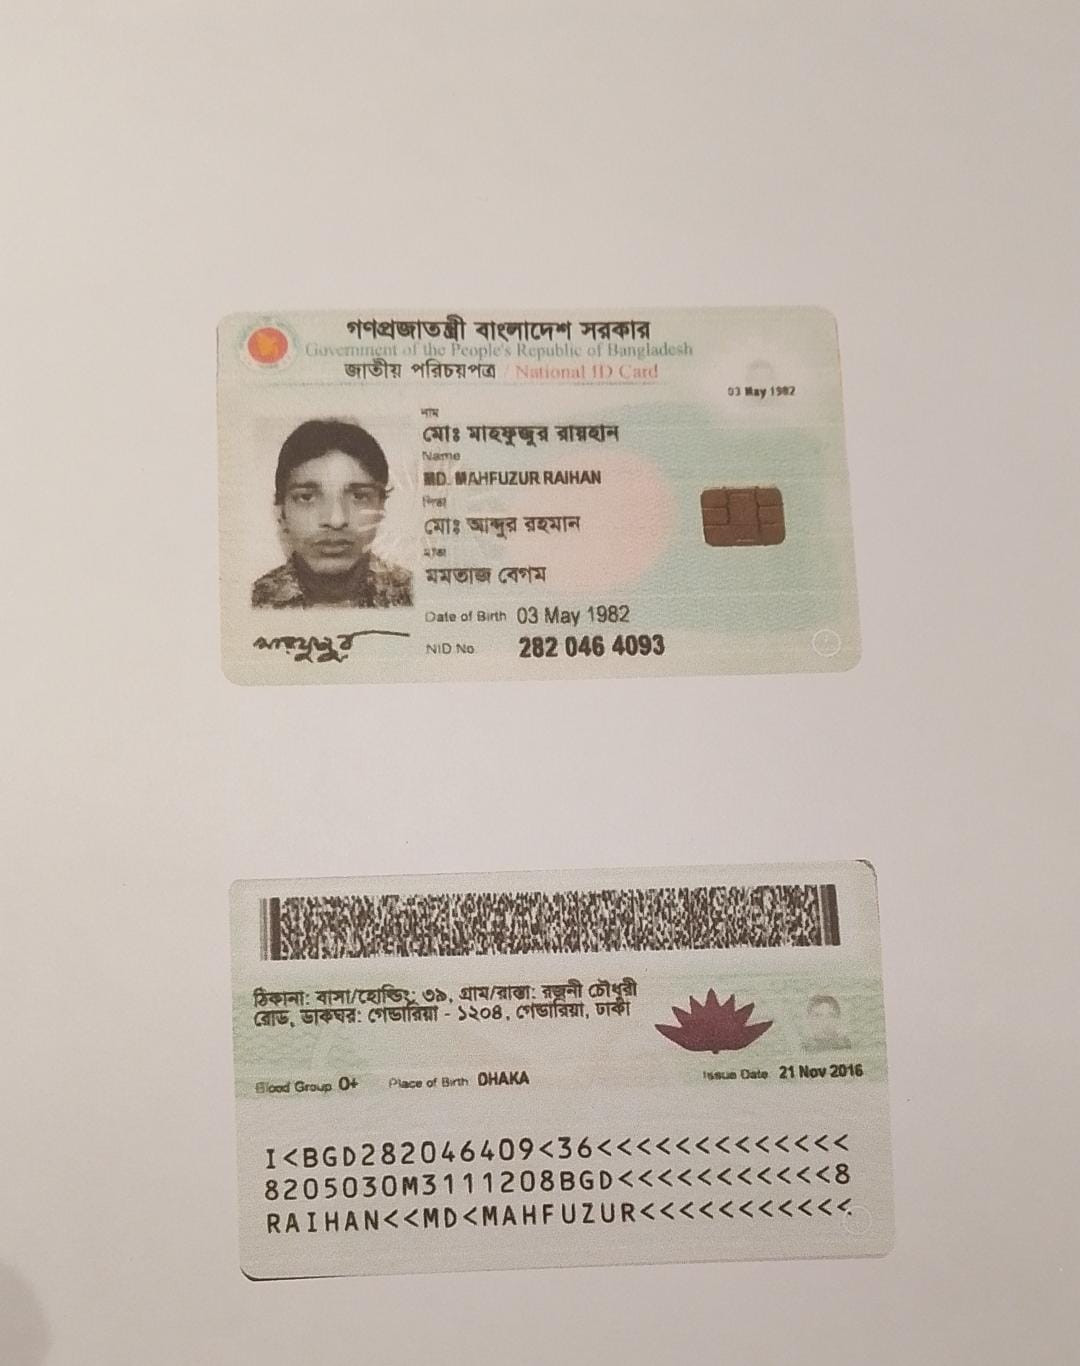 গণপ্রজাতন্ত্রী বাংলাদেশ সরকার
Government of the People's Republic of Bangladesh
জাতীয় পরিচয়পত্র / National ID Card
03 May 1982
নাম
মোঃ মাহফুজুর রায়হান
Name
MD. MAHFUZUR RAIHAN
পিতা
মোঃ আব্দুর রহমান
মাতা
মমতাজ বেগম
Date of Birth 03 May 1982
NID No. 282 046 4093
মাহফুজুর
ঠিকানা: বাসা/হোল্ডিং: ৩৯, গ্রাম/রাস্তা: রজনী চৌধুরী
রোড, ডাকঘর: গেন্ডারিয়া - ১২০৪, গেন্ডারিয়া, ঢাকা
Blood Group O+ Place of Birth DHAKA Issue Date 21 Nov 2016
I<BGD282046409<36<<<<<<<<<<<<<
8205030M3111208BGD<<<<<<<<<<<8
RAIHAN<<MD<MAHFUZUR<<<<<<<<<<<